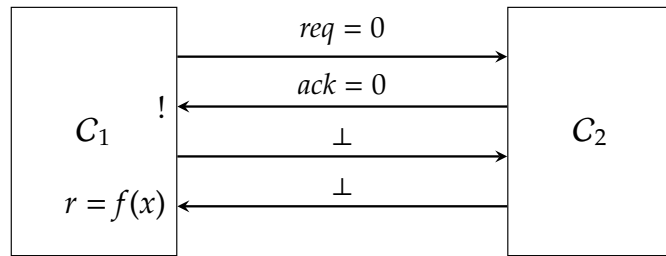 req = 0
ack = 0
!
C₁
C₂
⊥
⊥
r = f(x)